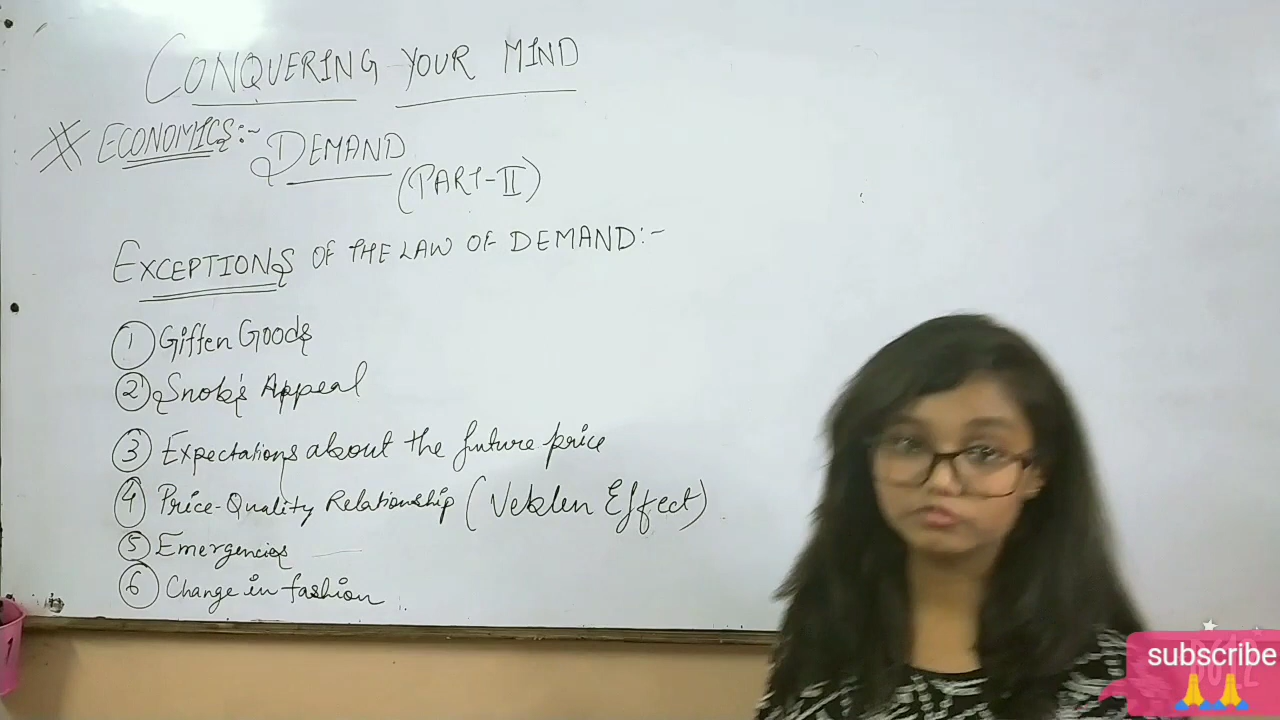 CONQUERING YOUR MIND
# ECONOMICS:- DEMAND
(PART-II)
EXCEPTIONS OF THE LAW OF DEMAND:-
1 Giffen Goods
2 Snob's Appeal
3 Expectations about the future price
4 Price-Quality Relationship (Veblen Effect)
5 Emergencies
6 Change in fashion
subscribe